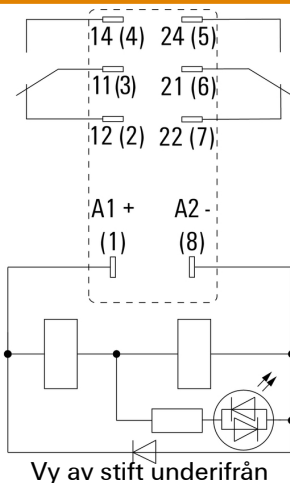 14 (4) 24 (5)
11(3) 21 (6)
12 (2) 22 (7)
A1 + A2 -
(1) (8)
Vy av stift underifrån